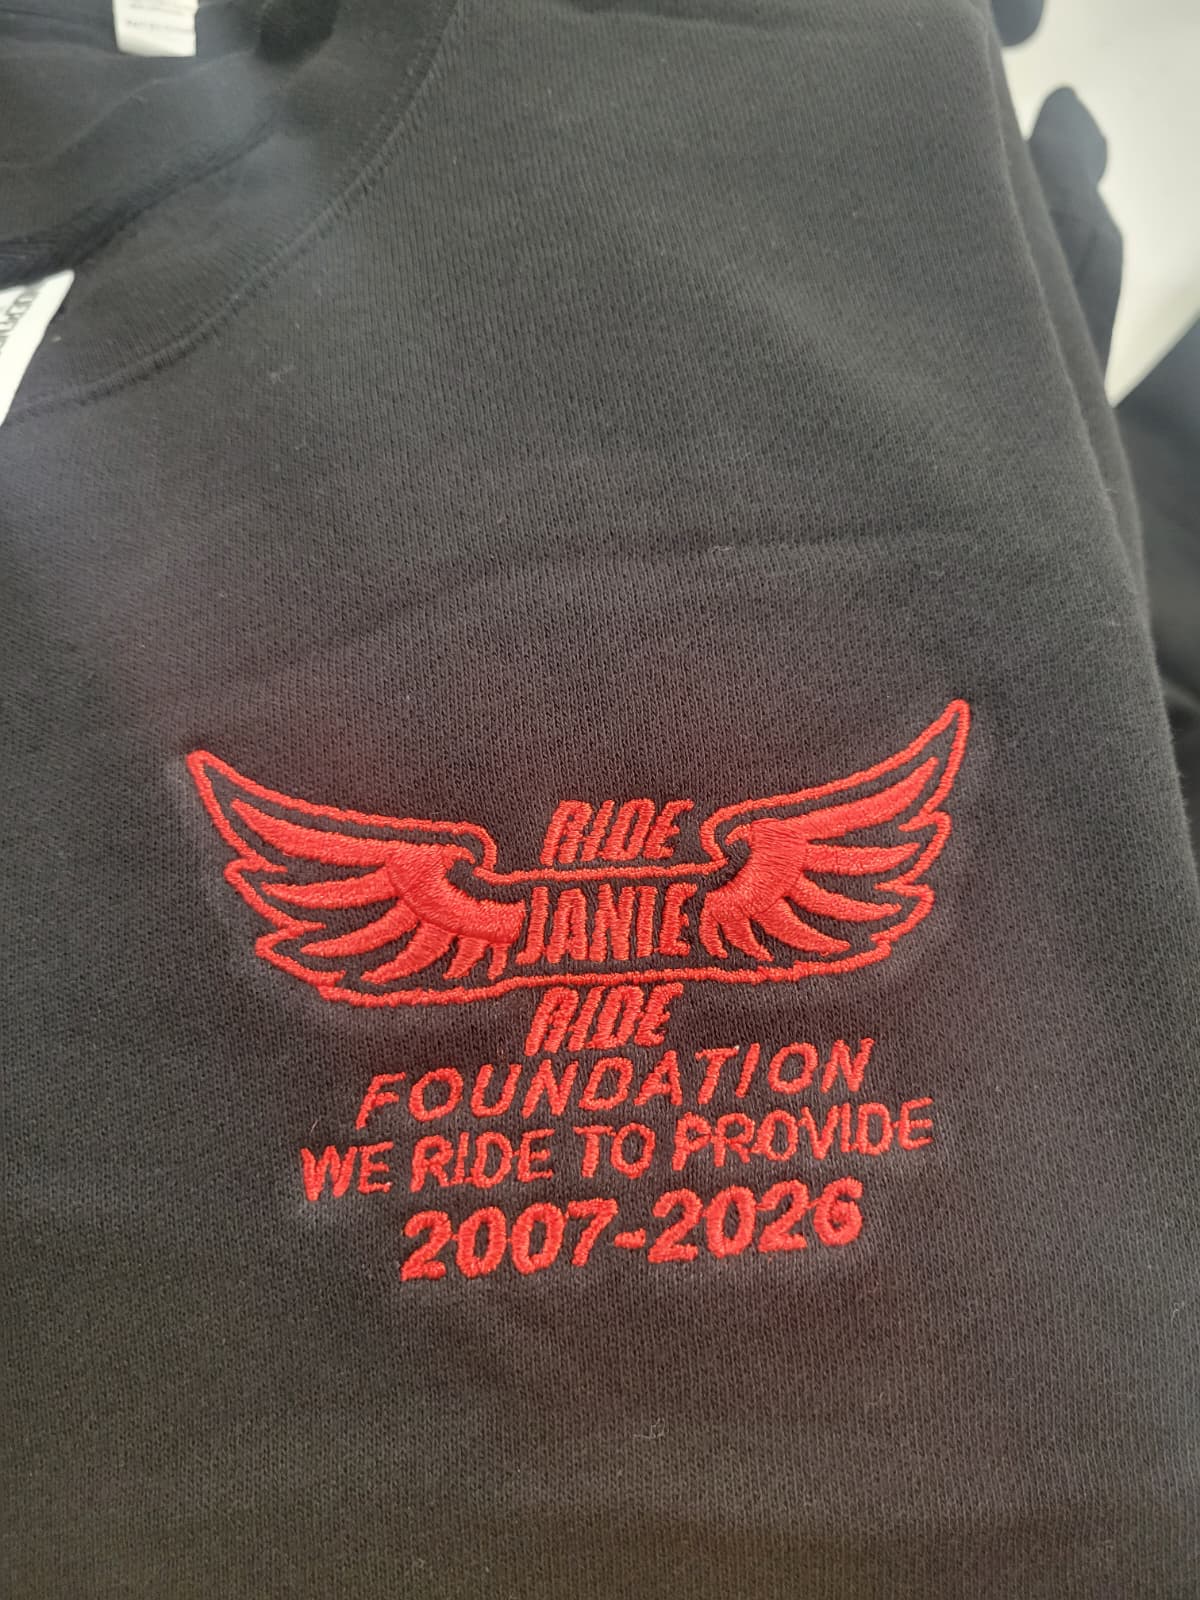 RIDE
JANIE
RIDE
FOUNDATION
WE RIDE TO PROVIDE
2007-2026